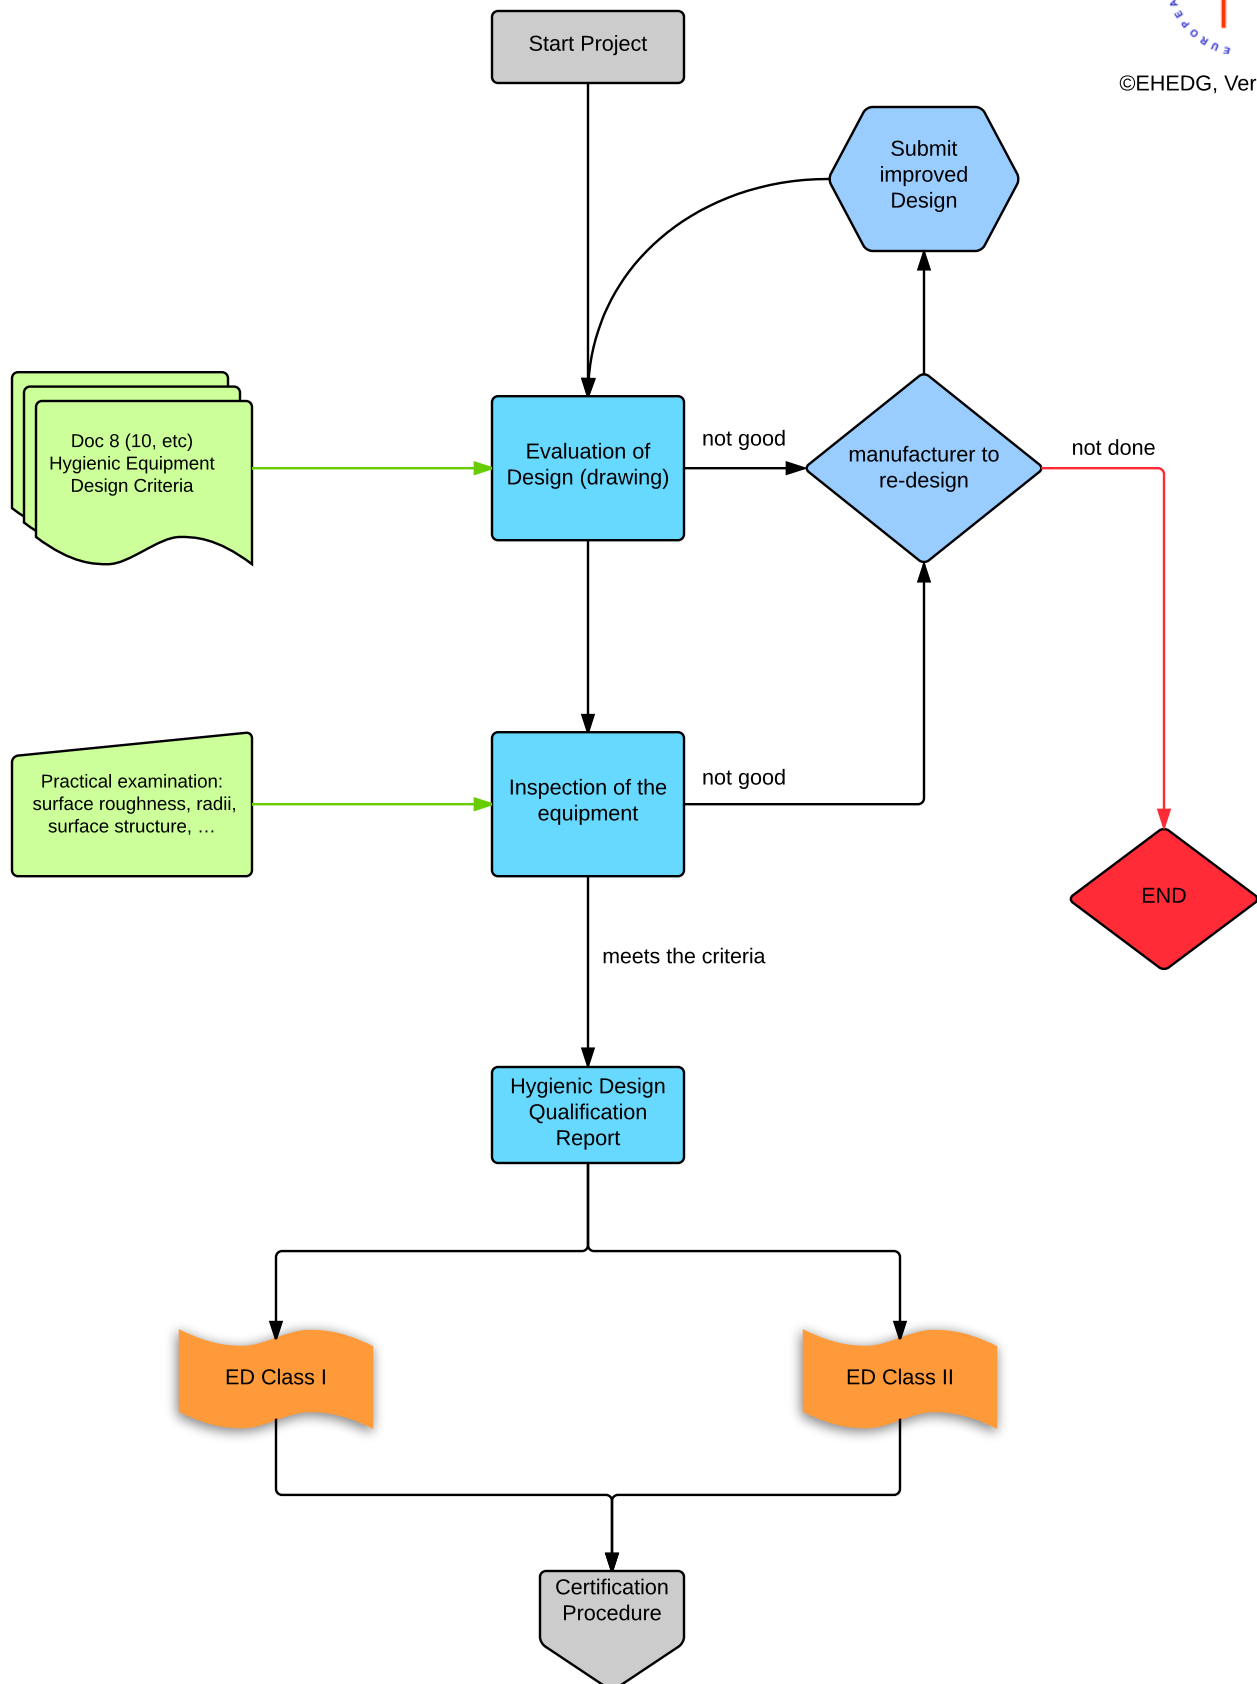 Start Project
EUROPEA
©EHEDG, Ver
Submit
improved
Design
Doc 8 (10, etc)
Hygienic Equipment
Design Criteria
Evaluation of
Design (drawing)
not good
manufacturer to
re-design
not done
Practical examination:
surface roughness, radii,
surface structure, …
Inspection of the
equipment
not good
END
meets the criteria
Hygienic Design
Qualification
Report
ED Class I
ED Class II
Certification
Procedure